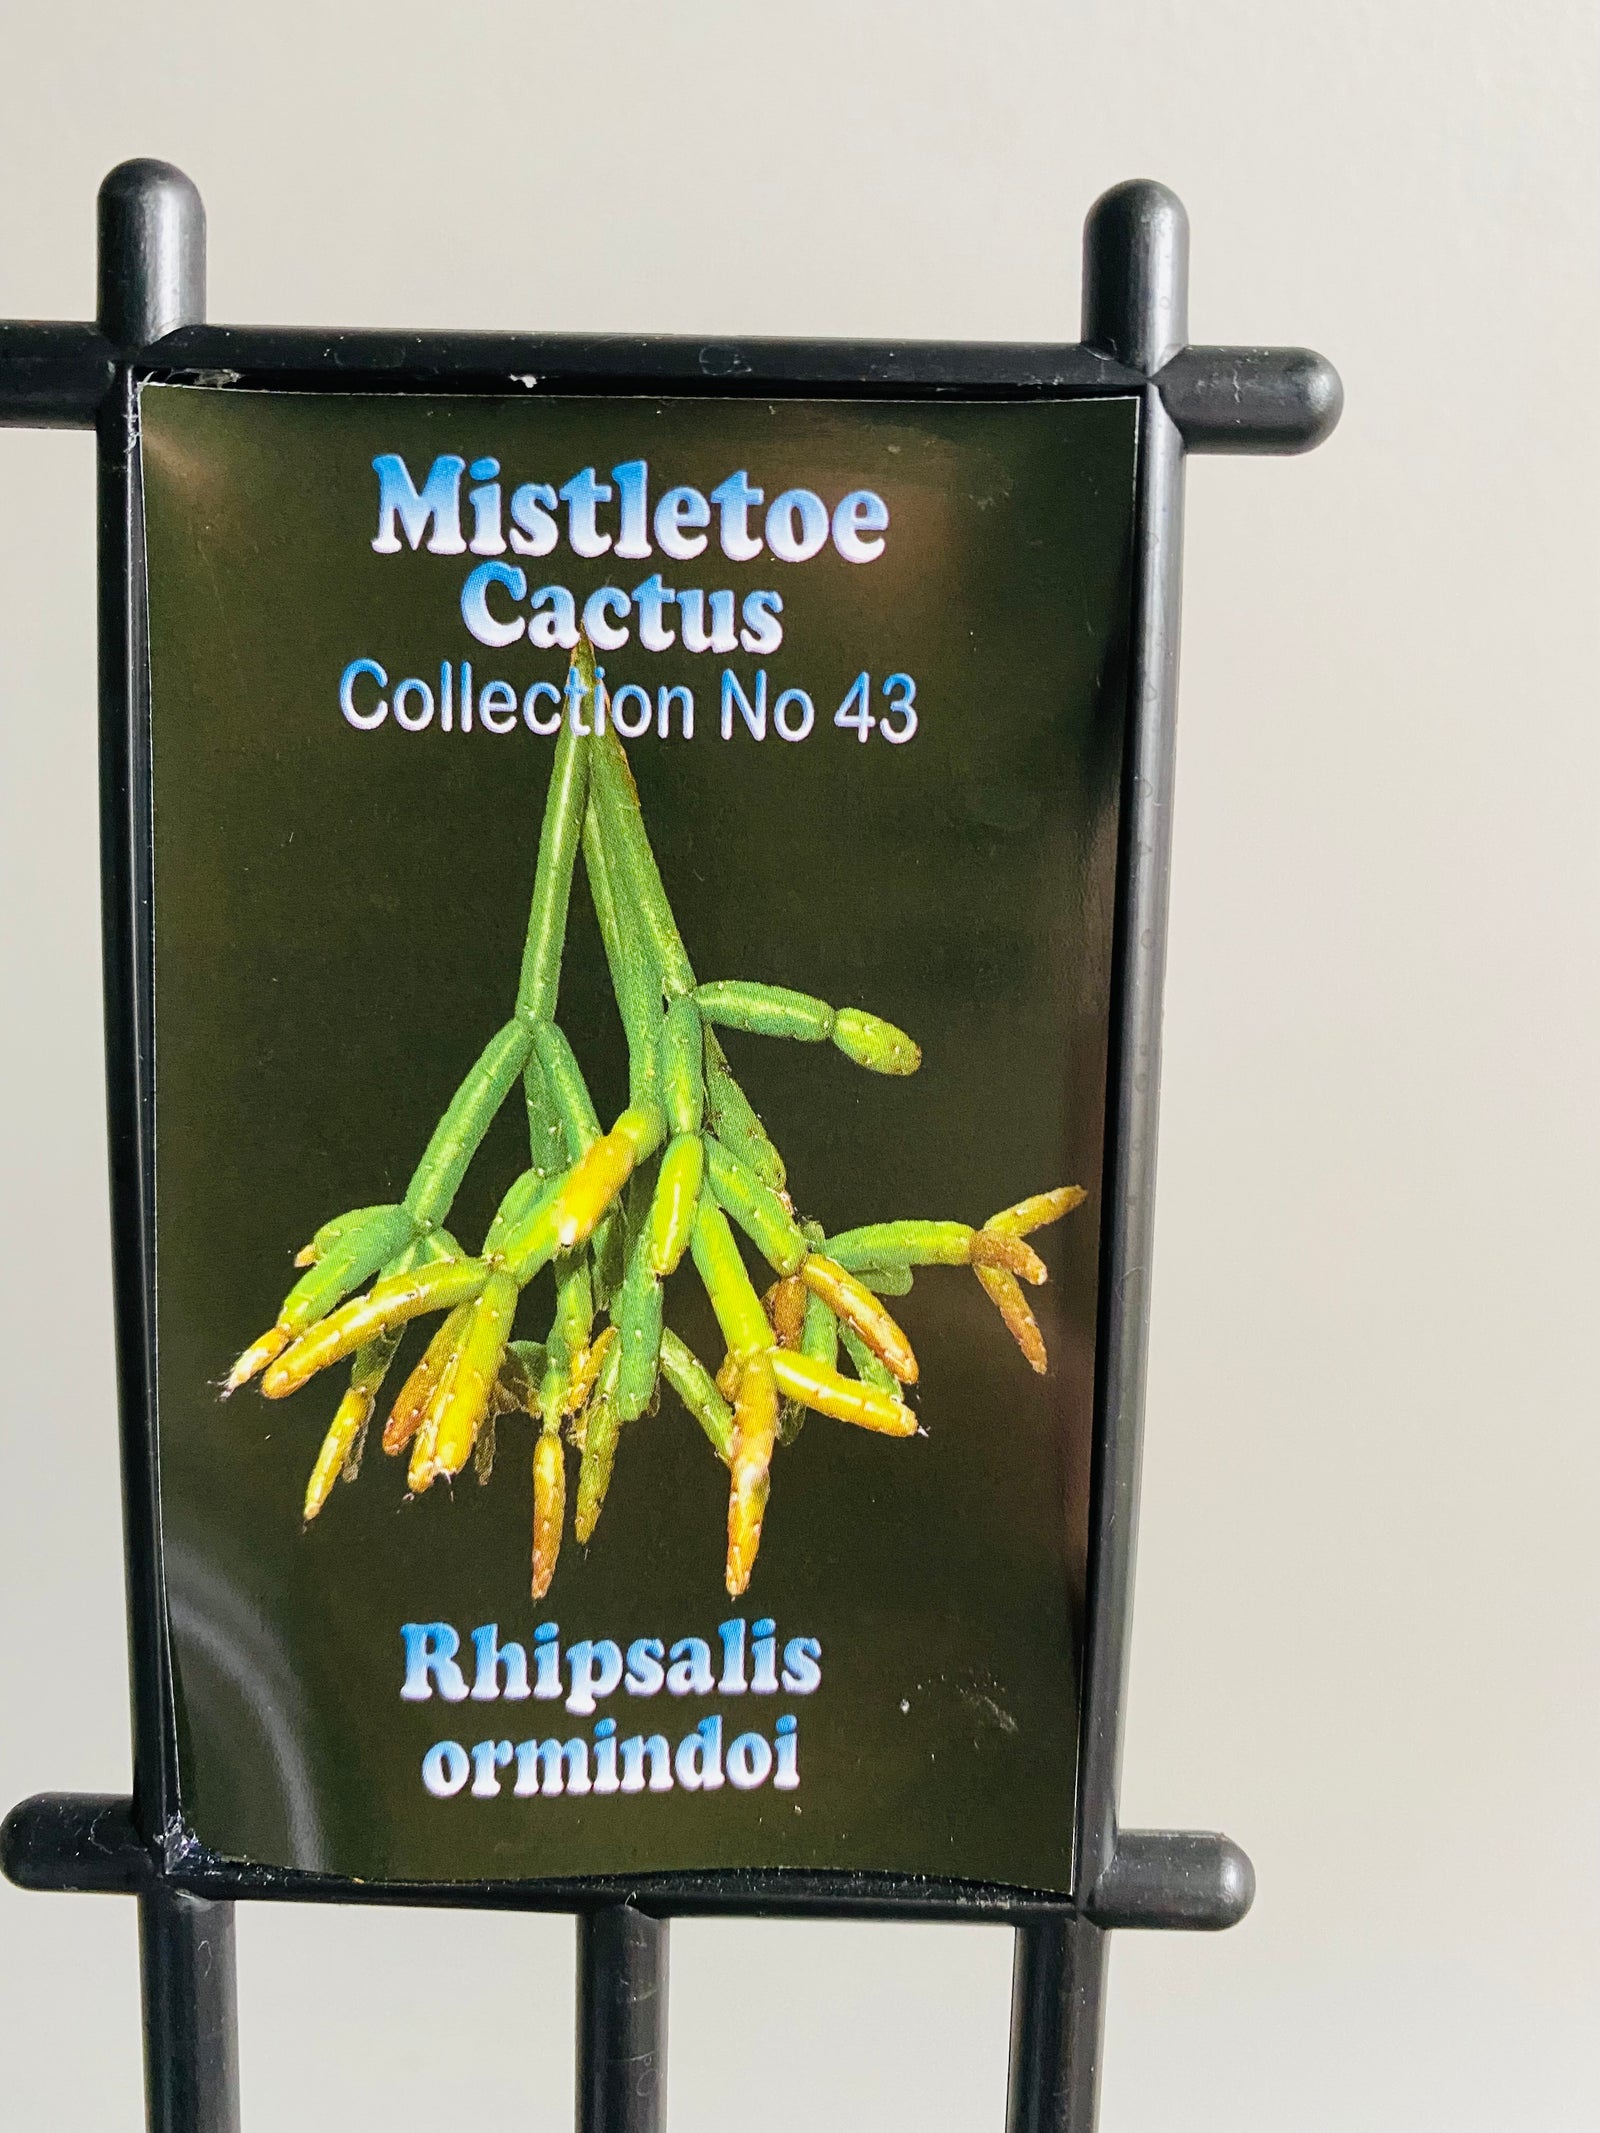 Mistletoe
Cactus
Collection No 43
Rhipsalis
ormindoi